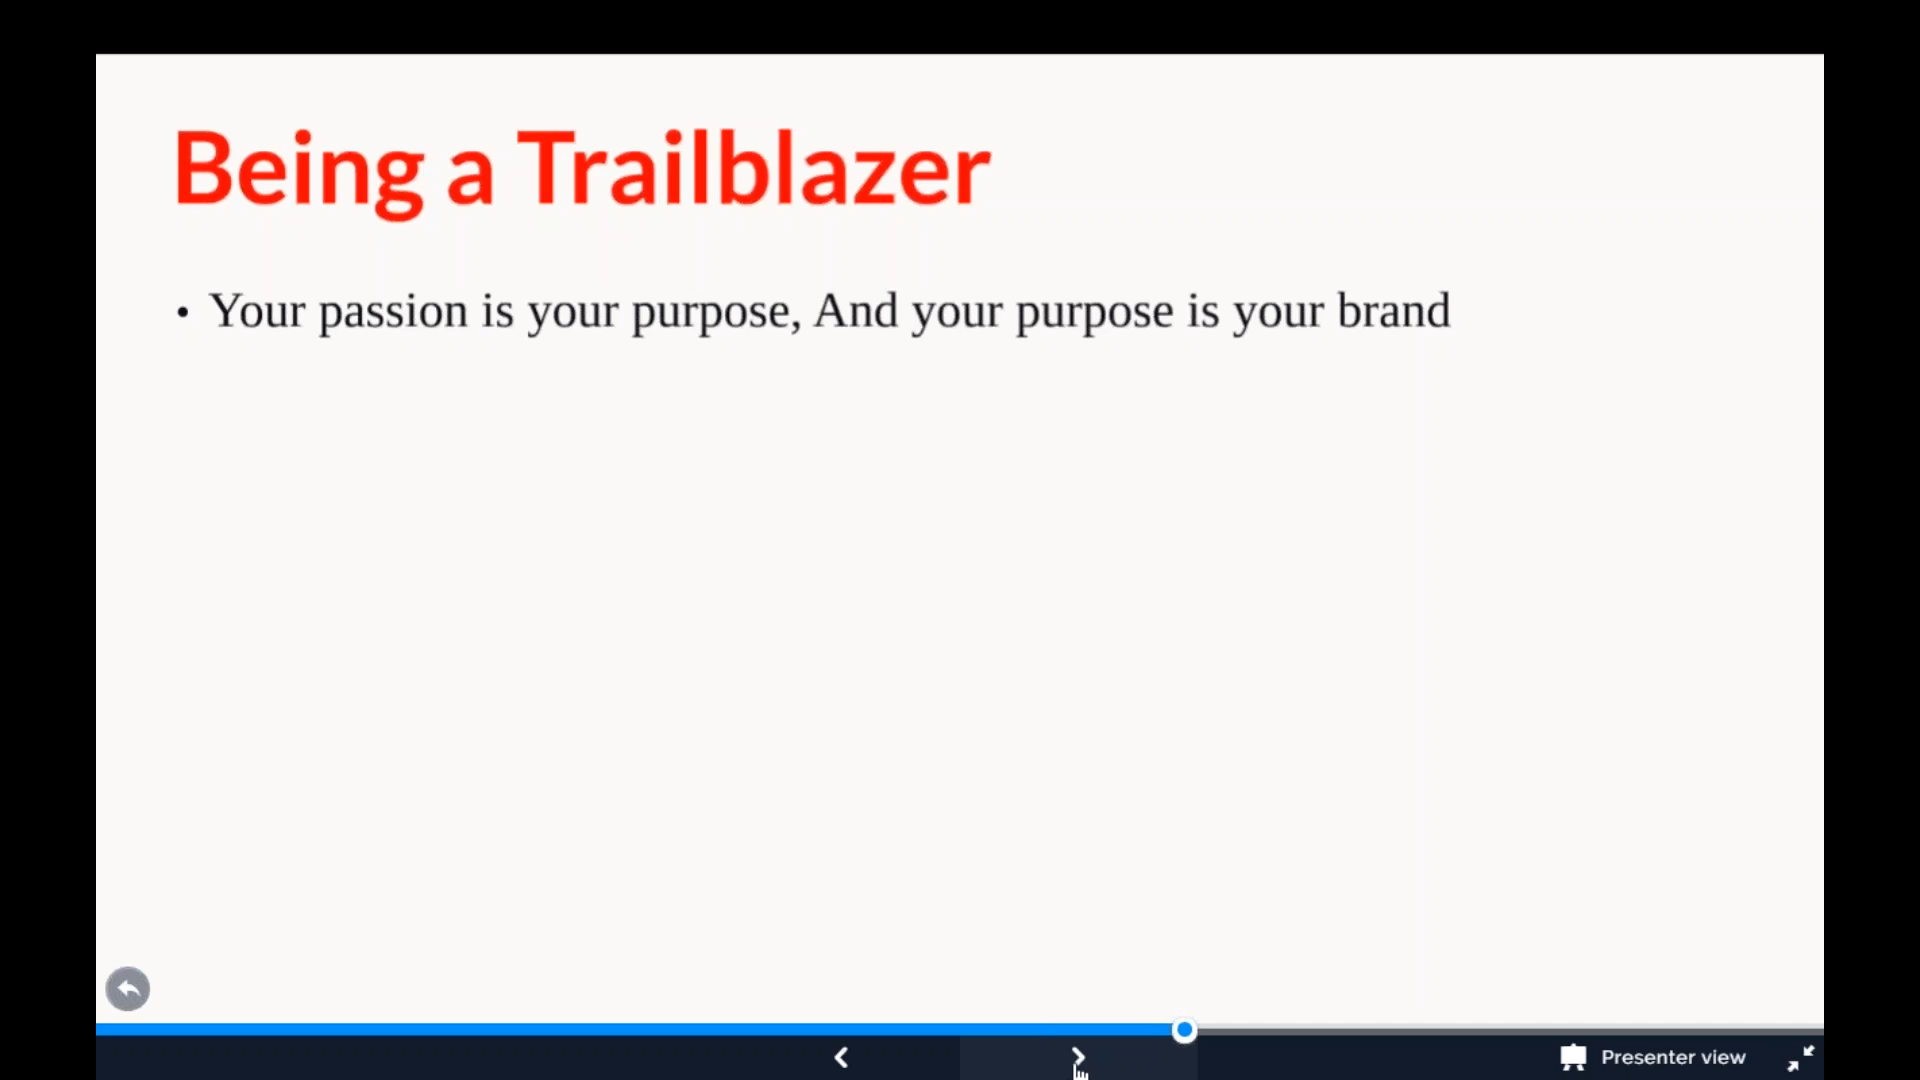 Being a Trailblazer
• Your passion is your purpose, And your purpose is your brand
Presenter view